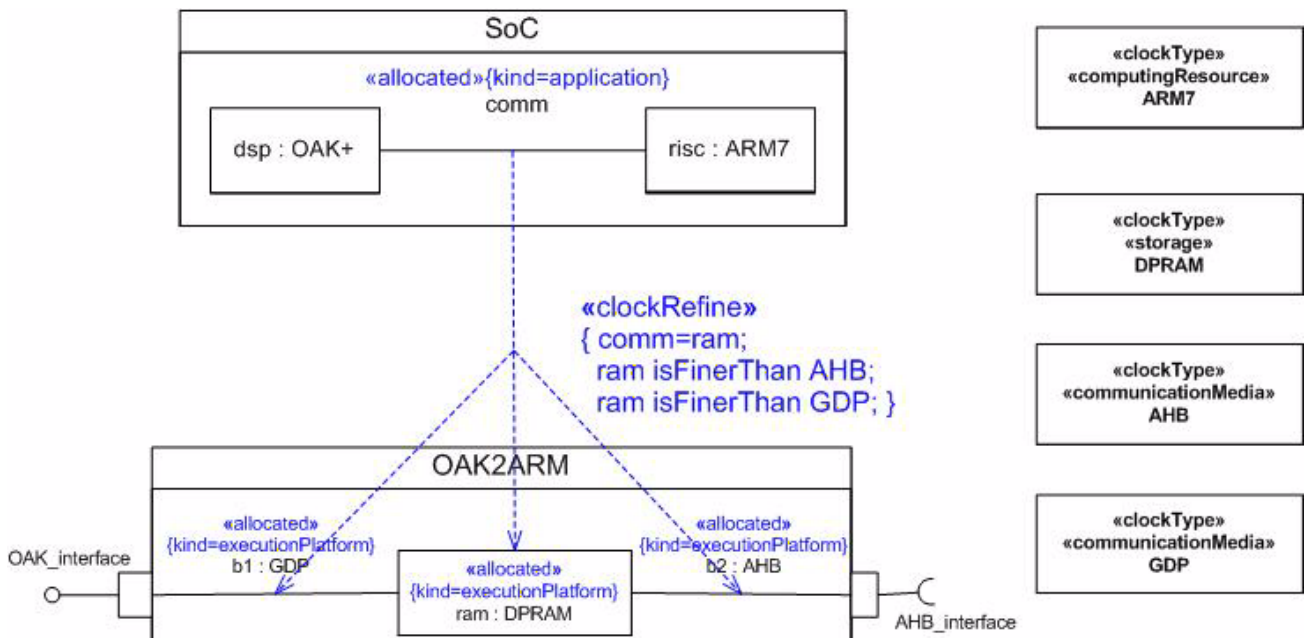 SoC
«allocated»{kind=application}
comm
dsp : OAK+
risc : ARM7
«clockRefine»
{ comm=ram;
ram isFinerThan AHB;
ram isFinerThan GDP; }
OAK2ARM
«allocated»
{kind=executionPlatform}
b1 : GDP
«allocated»
{kind=executionPlatform}
ram : DPRAM
«allocated»
{kind=executionPlatform}
b2 : AHB
OAK_interface
AHB_interface
«clockType»
«computingResource»
ARM7
«clockType»
«storage»
DPRAM
«clockType»
«communicationMedia»
AHB
«clockType»
«communicationMedia»
GDP